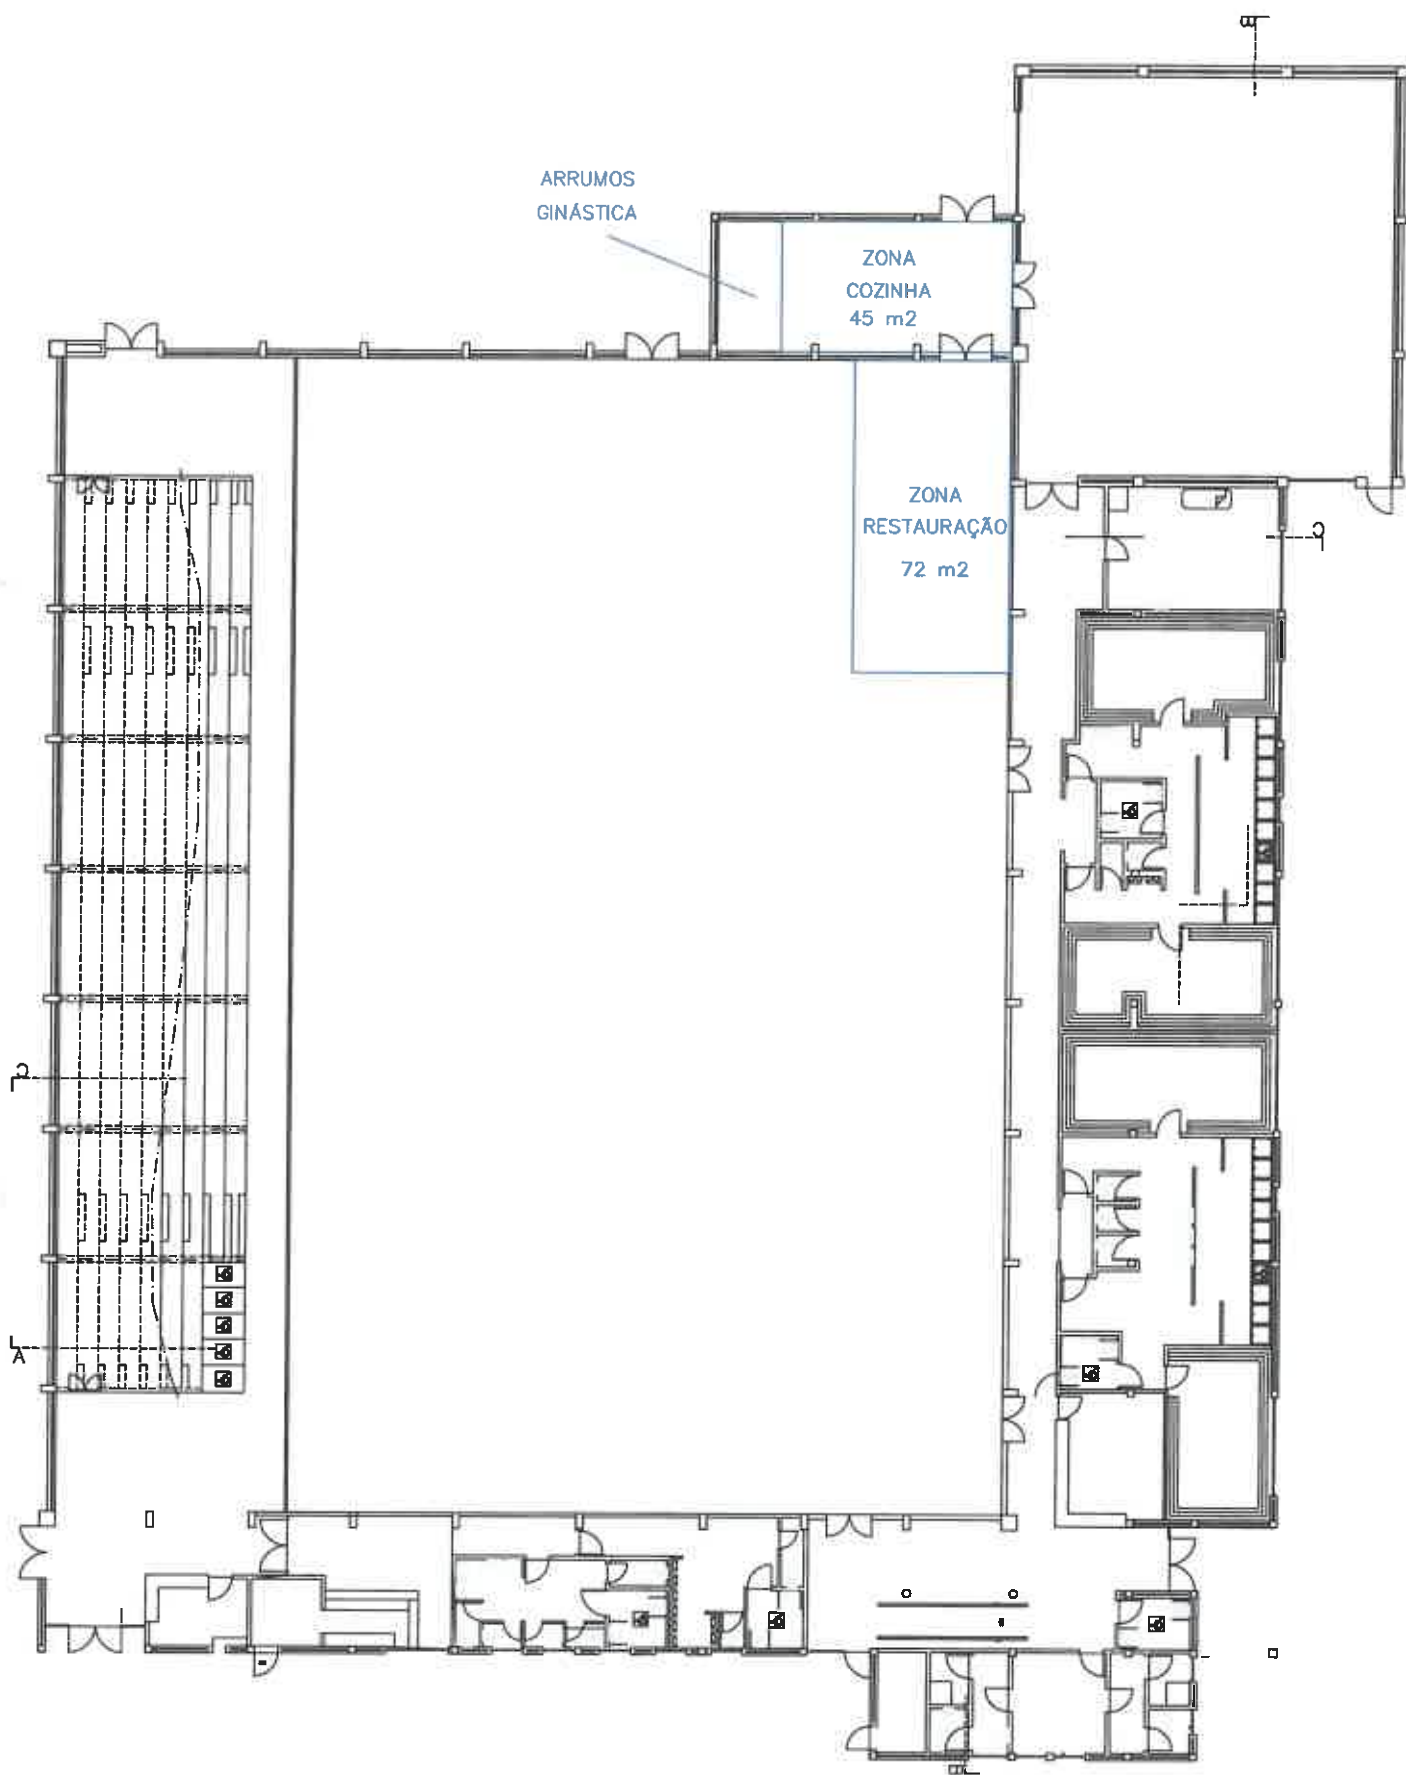 B
ARRUMOS
GINÁSTICA
ZONA
COZINHA
45 m2
ZONA
RESTAURAÇÃO
72 m2
C
C
A
B